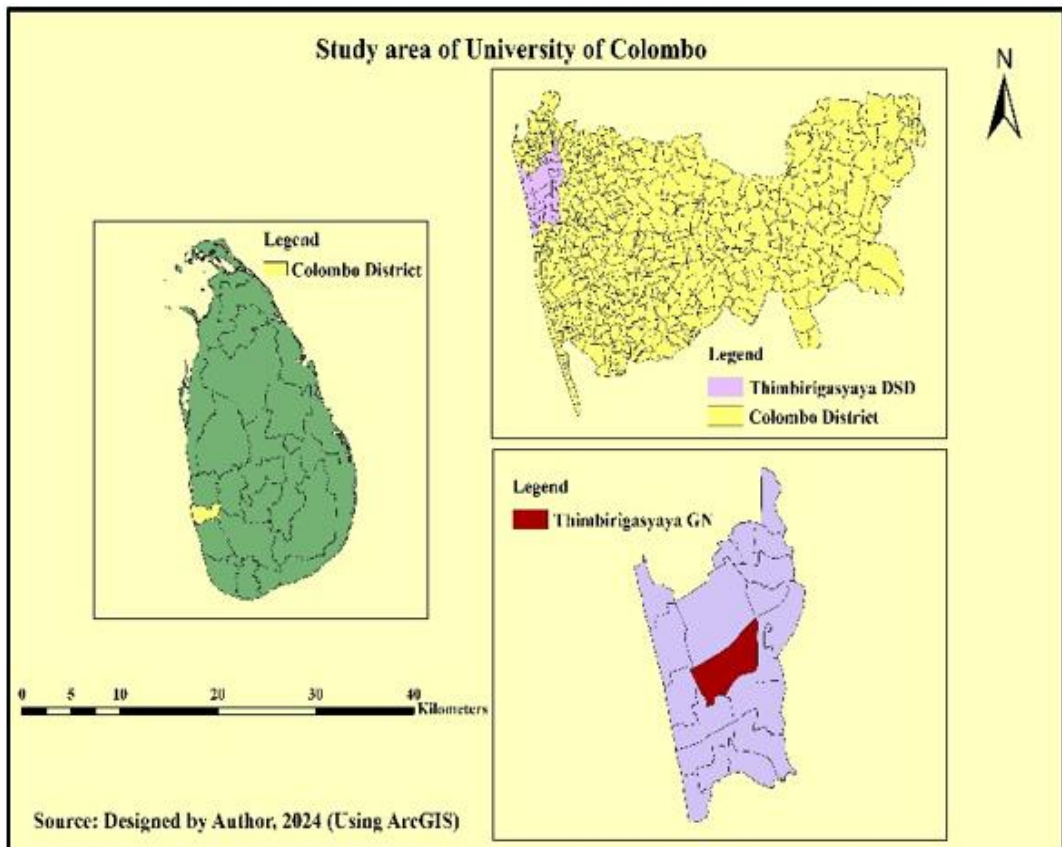 Study area of University of Colombo
N
Legend
Colombo District
Legend
Thimbirigasyaya DSD
Colombo District
Legend
Thimbirigasyaya GN
0 5 10 20 30 40
Kilometers
Source: Designed by Author, 2024 (Using ArcGIS)